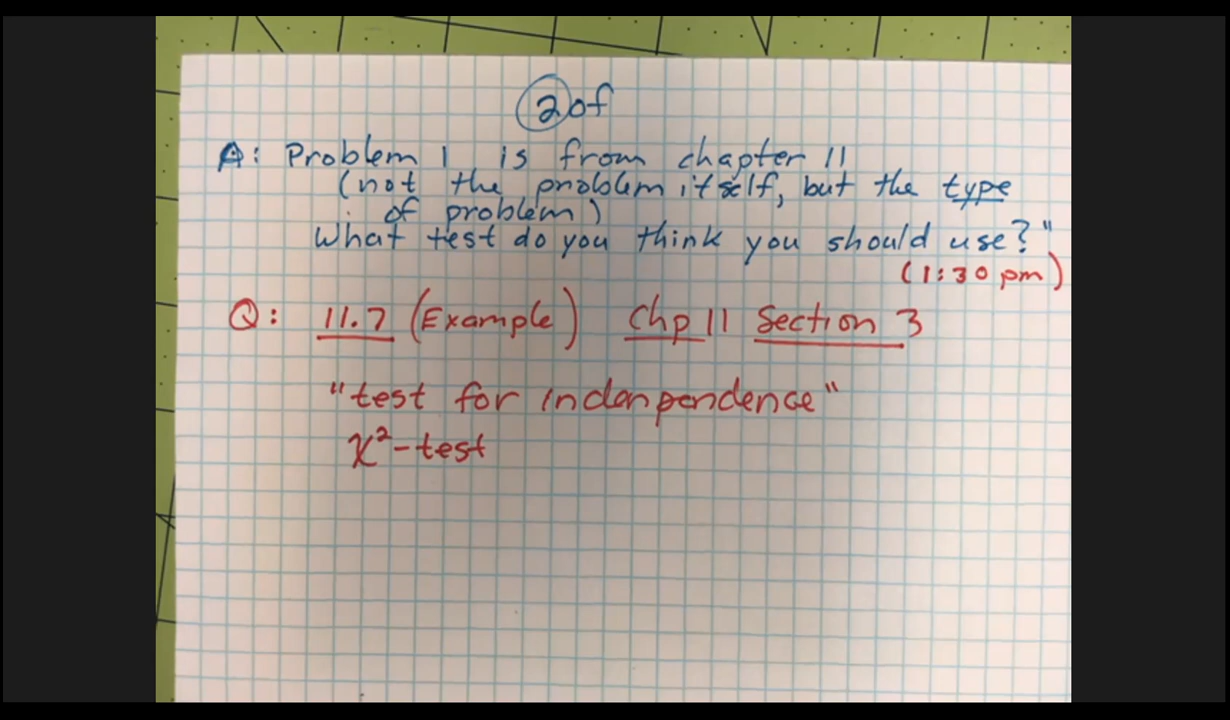 2 of
A: Problem 1 is from chapter 11
(not the problem itself, but the type
of problem)
What test do you think you should use?"
(1:30 pm)
Q: 11.7 (Example) Chp 11 Section 3
"test for indenpendence"
χ²-test